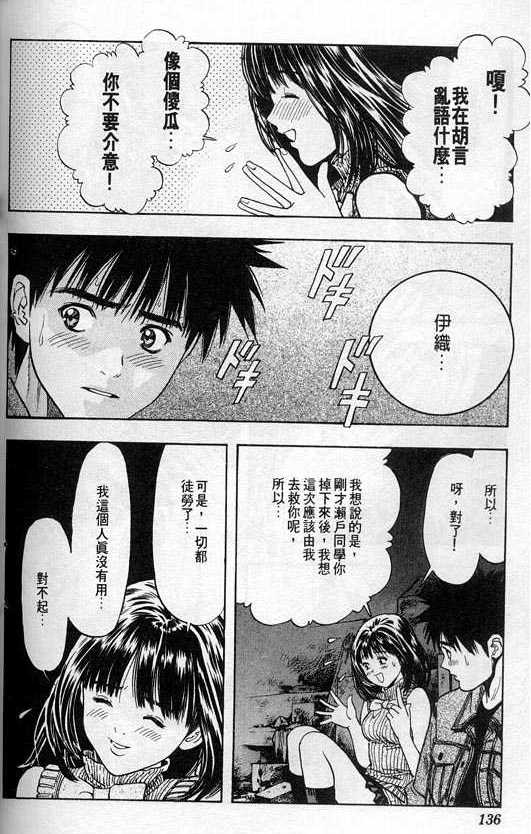 嗄！
我在胡言
亂語什麼…
像個傻瓜…
你不要介意！
伊織…
ドキ
ドキ
ドキ
所以…
呀，對了！
我想說的是，
剛才瀨戶同學你
掉下來後，我想
這次應該由我
去救你呢，
所以…
可是，一切都
徒勞了…
我這個人真沒有用…
對不起…
136